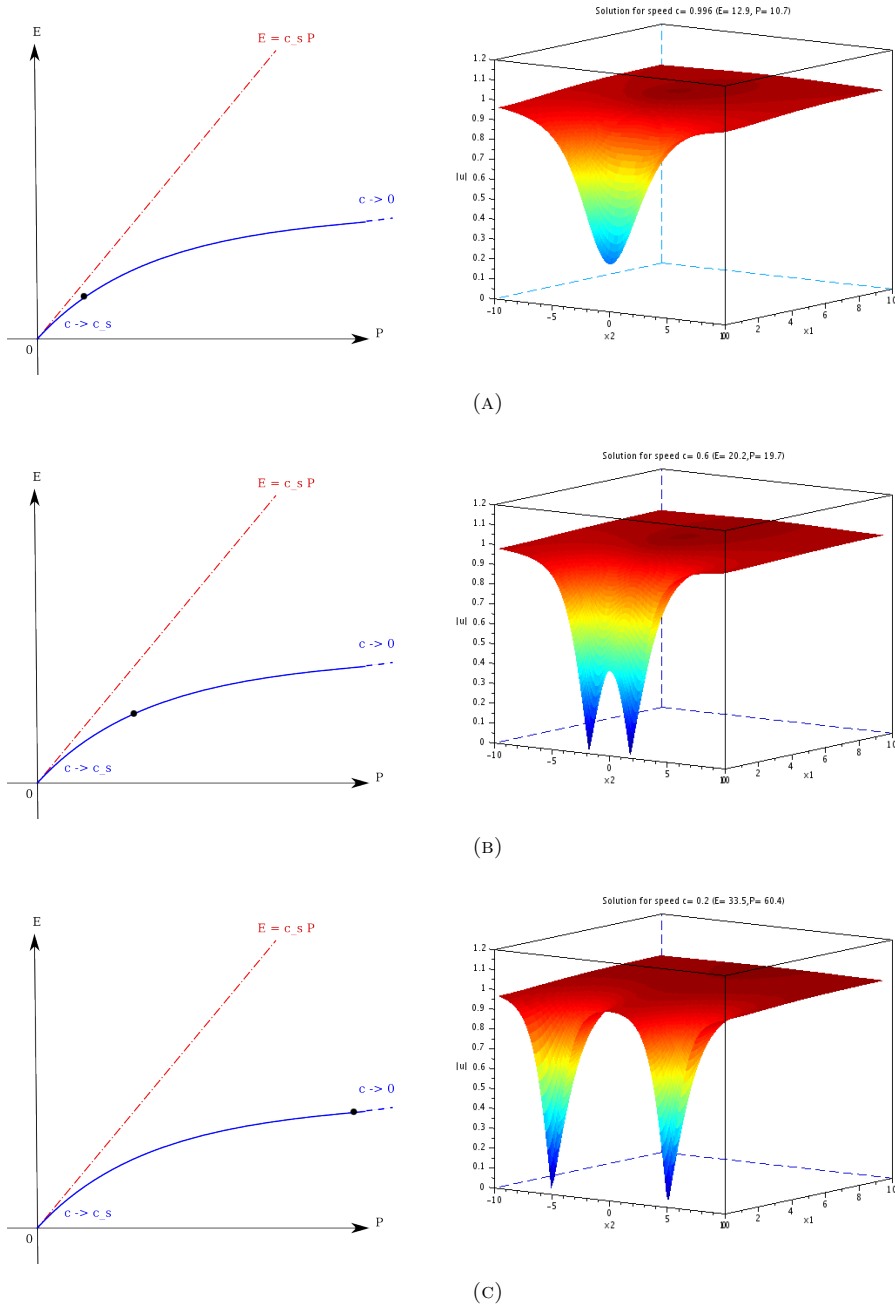 Solution for speed c= 0.996 (E= 12.9, P= 10.7)
E
E = c_s P
c -> 0
c -> c_s
0
P
|u|
1.2
1.1
1
0.9
0.8
0.7
0.6
0.5
0.4
0.3
0.2
0.1
0
-10
-5
0
5
100
x2
2
4
6
8
10
x1
(A)
Solution for speed c= 0.6 (E= 20.2,P= 19.7)
E
E = c_s P
c -> 0
c -> c_s
0
P
|u|
1.2
1.1
1
0.9
0.8
0.7
0.6
0.5
0.4
0.3
0.2
0.1
0
-10
-5
0
5
100
x2
2
4
6
8
10
x1
(B)
Solution for speed c= 0.2 (E= 33.5,P= 60.4)
E
E = c_s P
c -> 0
c -> c_s
0
P
|u|
1.2
1.1
1
0.9
0.8
0.7
0.6
0.5
0.4
0.3
0.2
0.1
0
-10
-5
0
5
100
x2
2
4
6
8
10
x1
(C)